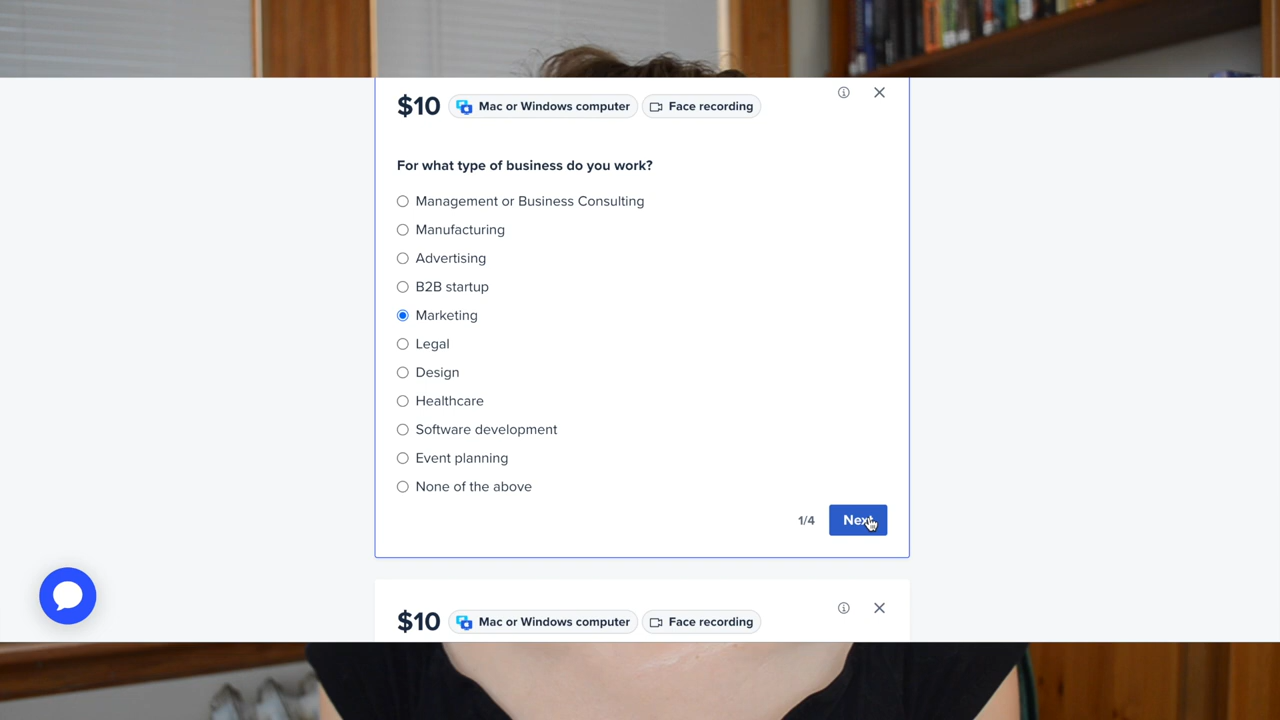 $10 Mac or Windows computer Face recording
For what type of business do you work?
Management or Business Consulting
Manufacturing
Advertising
B2B startup
Marketing
Legal
Design
Healthcare
Software development
Event planning
None of the above
1/4 Next
$10 Mac or Windows computer Face recording